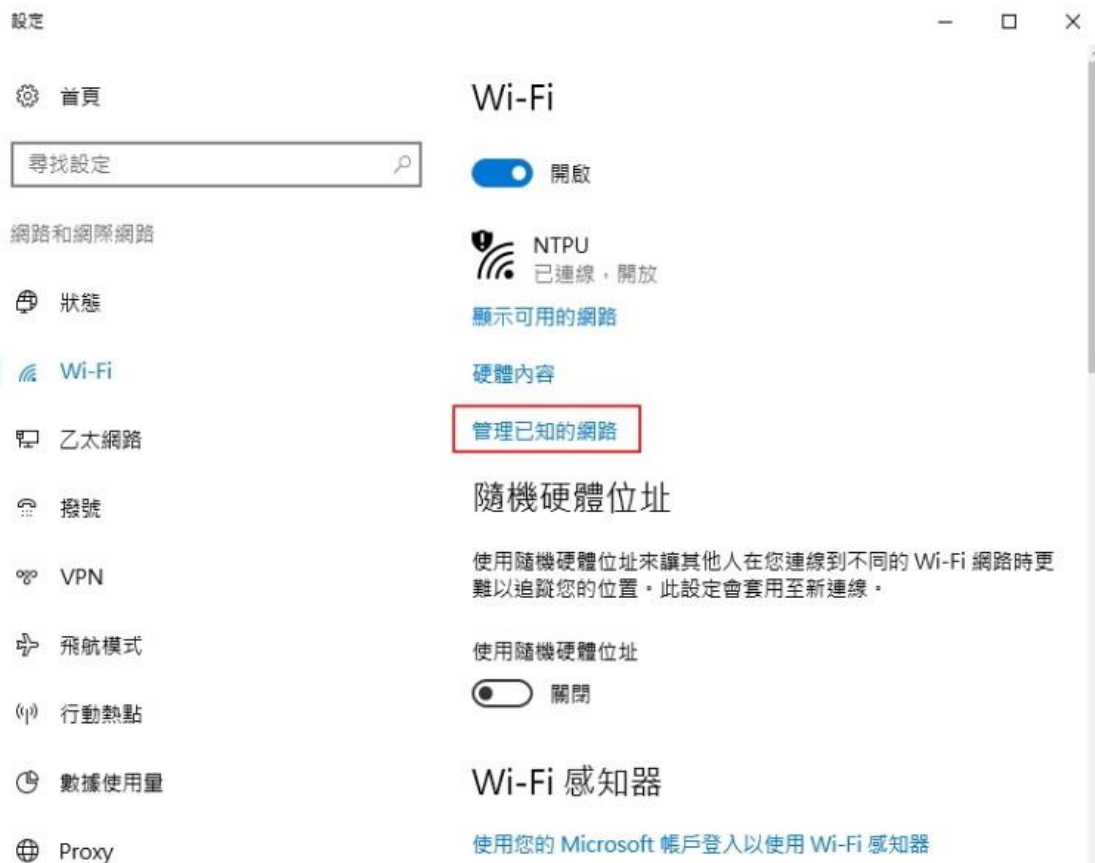 設定
首頁
尋找設定
網路和網際網路
狀態
Wi-Fi
乙太網路
撥號
VPN
飛航模式
行動熱點
數據使用量
Proxy
Wi-Fi
開啟
NTPU
已連線，開放
顯示可用的網路
硬體內容
管理已知的網路
隨機硬體位址
使用隨機硬體位址來讓其他人在您連線到不同的 Wi-Fi 網路時更
難以追蹤您的位置。此設定會套用至新連線。
使用隨機硬體位址
關閉
Wi-Fi 感知器
使用您的 Microsoft 帳戶登入以使用 Wi-Fi 感知器